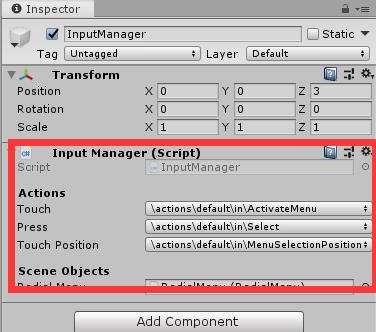 Inspector
InputManager Static
Tag Untagged Layer Default
Transform
Position X 0 Y 0 Z 3
Rotation X 0 Y 0 Z 0
Scale X 1 Y 1 Z 1
Input Manager (Script)
Script InputManager
Actions
Touch \actions\default\in\ActivateMenu
Press \actions\default\in\Select
Touch Position \actions\default\in\MenuSelectionPosition
Scene Objects
Radial Menu RadialMenu (RadialMenu)
Add Component